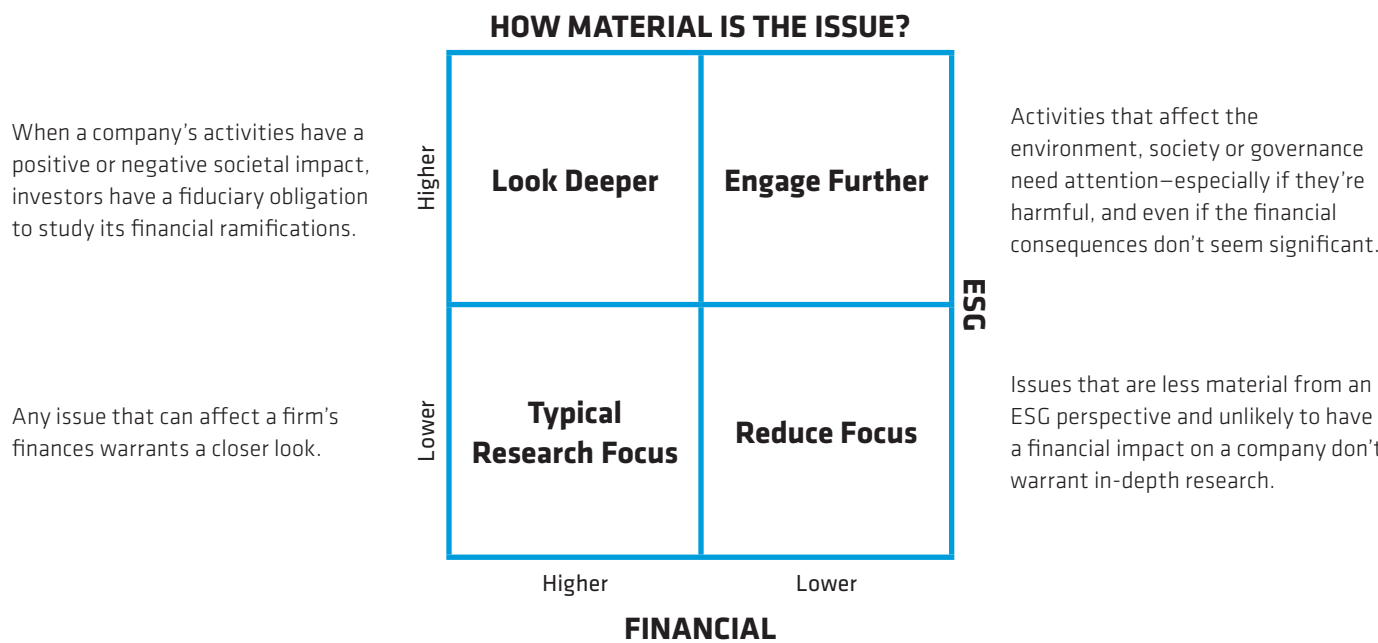 HOW MATERIAL IS THE ISSUE?
When a company’s activities have a
positive or negative societal impact,
investors have a fiduciary obligation
to study its financial ramifications.
Higher
Look Deeper
Engage Further
Activities that affect the
environment, society or governance
need attention—especially if they’re
harmful, and even if the financial
consequences don’t seem significant.
ESG
Any issue that can affect a firm’s
finances warrants a closer look.
Lower
Typical
Research Focus
Reduce Focus
Issues that are less material from an
ESG perspective and unlikely to have
a financial impact on a company don’t
warrant in-depth research.
Higher
Lower
FINANCIAL